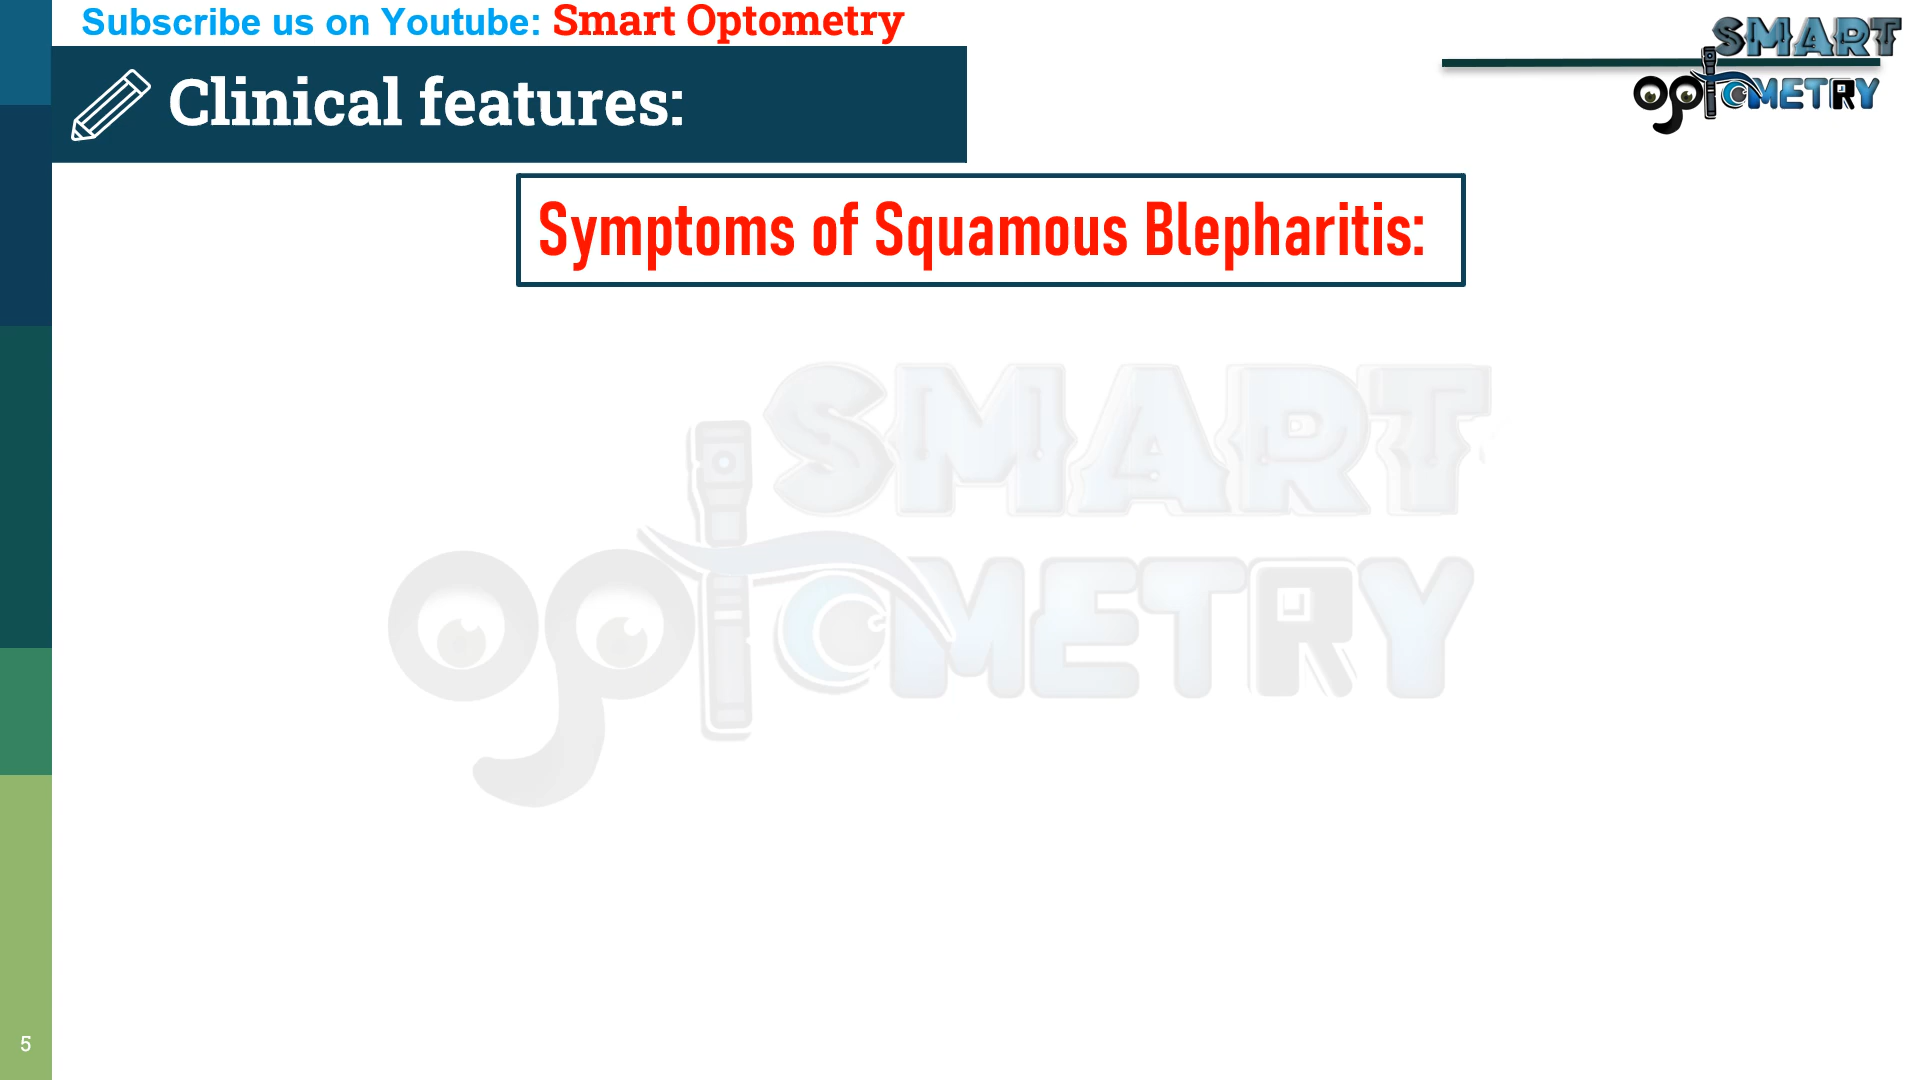 Subscribe us on Youtube: Smart Optometry
SMART
OptOMETRY
Clinical features:
Symptoms of Squamous Blepharitis:
SMART
OptOMETRY
5